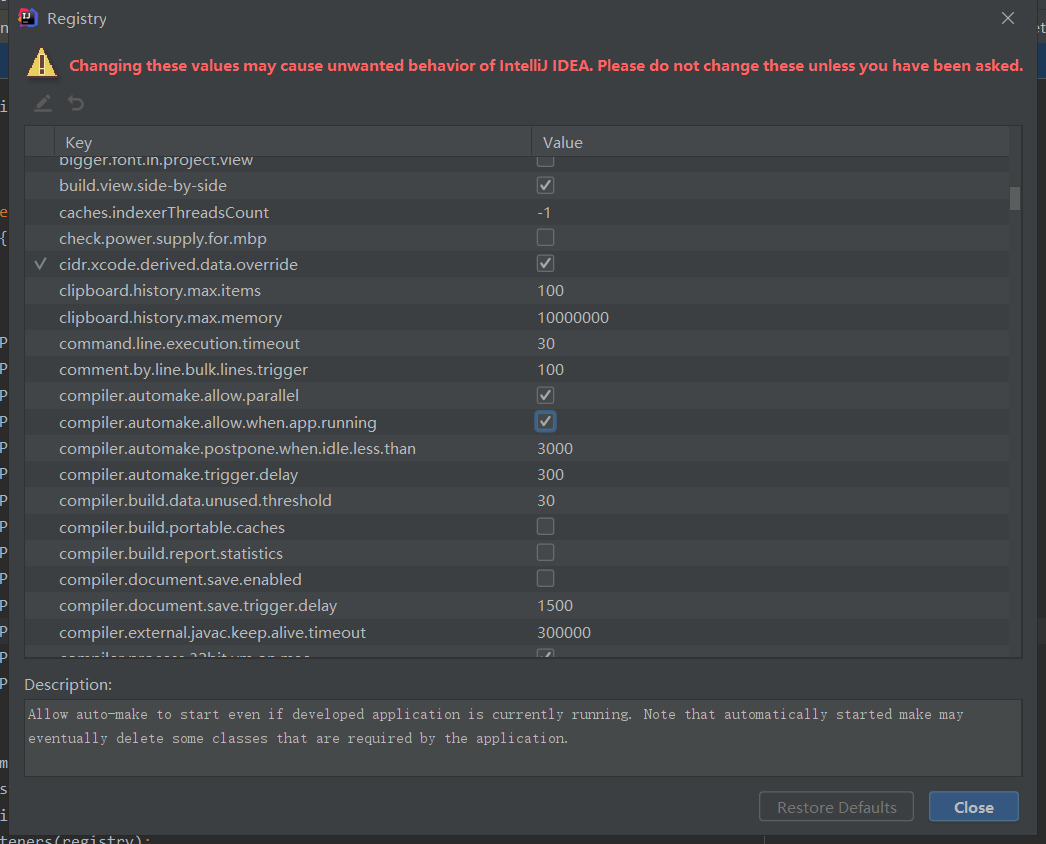 Registry
Changing these values may cause unwanted behavior of IntelliJ IDEA. Please do not change these unless you have been asked.
Key Value
bigger.font.in.project.view
build.view.side-by-side
caches.indexerThreadsCount -1
check.power.supply.for.mbp
cidr.xcode.derived.data.override
clipboard.history.max.items 100
clipboard.history.max.memory 10000000
command.line.execution.timeout 30
comment.by.line.bulk.lines.trigger 100
compiler.automake.allow.parallel
compiler.automake.allow.when.app.running
compiler.automake.postpone.when.idle.less.than 3000
compiler.automake.trigger.delay 300
compiler.build.data.unused.threshold 30
compiler.build.portable.caches
compiler.build.report.statistics
compiler.document.save.enabled
compiler.document.save.trigger.delay 1500
compiler.external.javac.keep.alive.timeout 300000
Description:
Allow auto-make to start even if developed application is currently running. Note that automatically started make may
eventually delete some classes that are required by the application.
Restore Defaults Close
teners(registry);